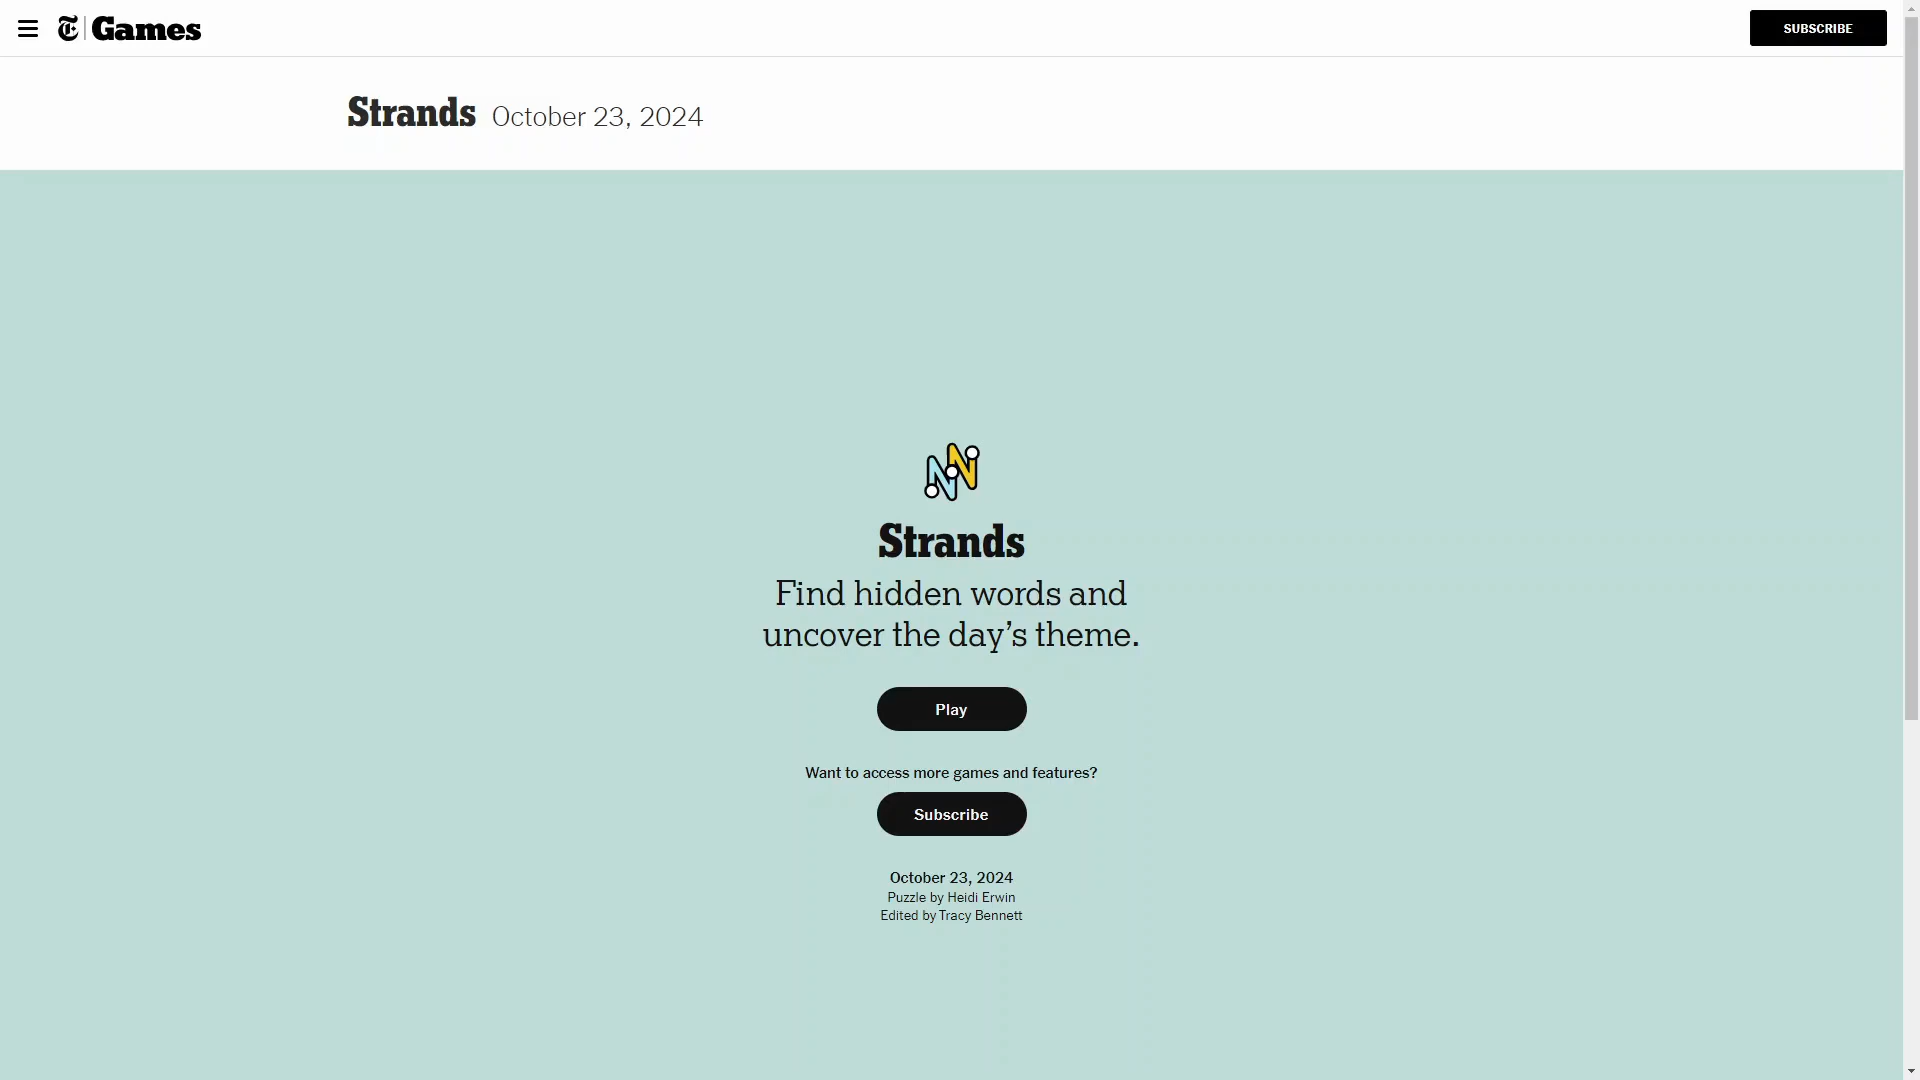 T Games
SUBSCRIBE
Strands October 23, 2024
Strands
Find hidden words and
uncover the day’s theme.
Play
Want to access more games and features?
Subscribe
October 23, 2024
Puzzle by Heidi Erwin
Edited by Tracy Bennett